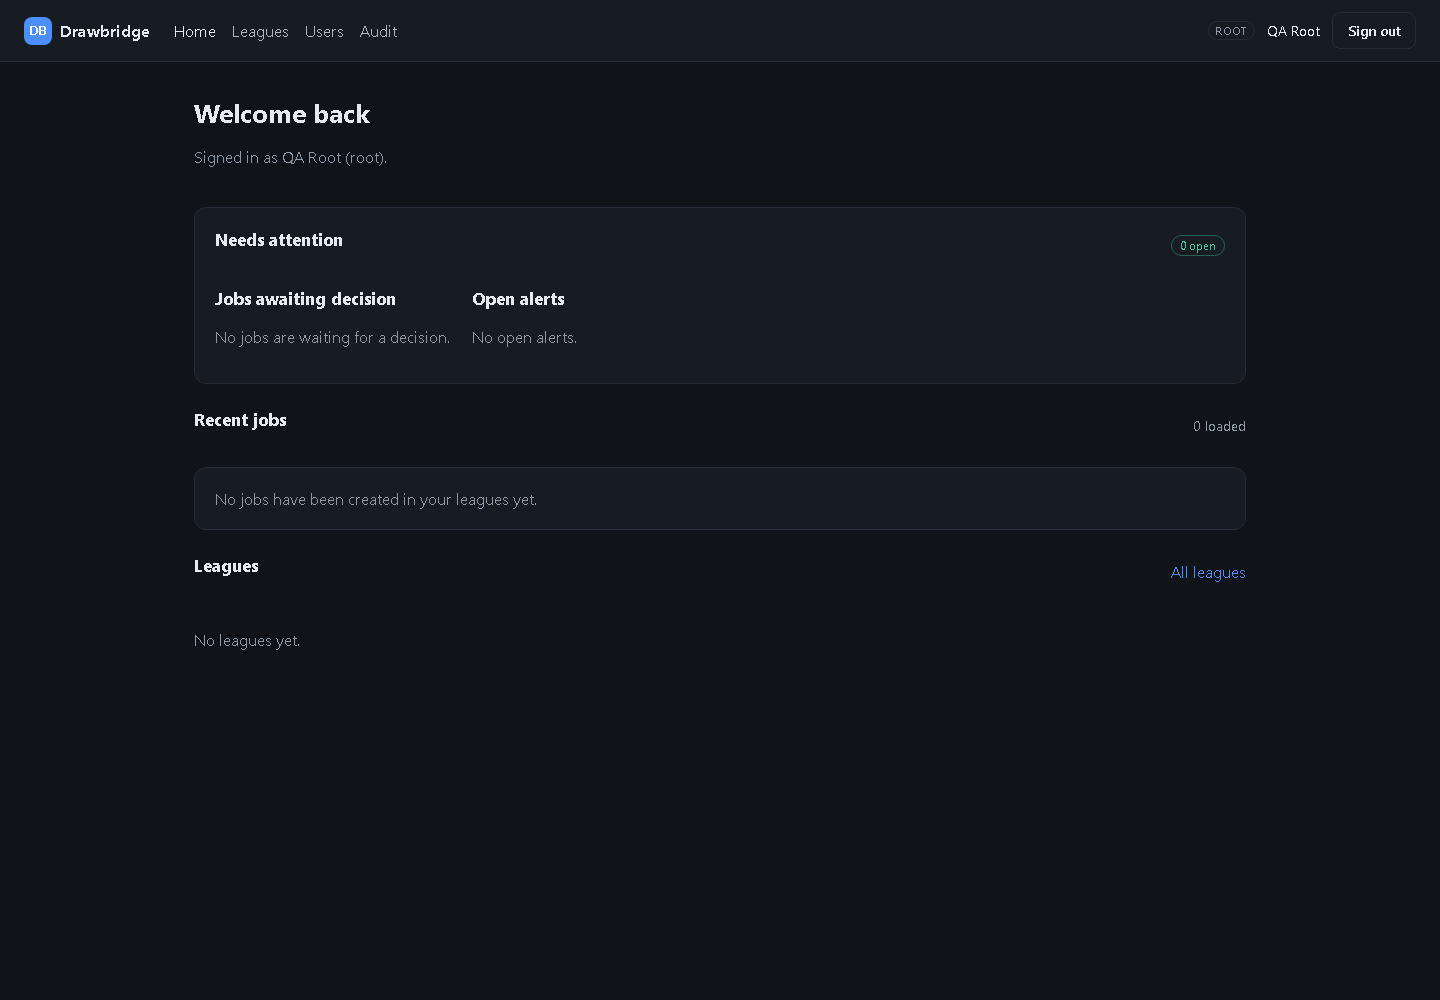 DB Drawbridge Home Leagues Users Audit ROOT QA Root Sign out
Welcome back
Signed in as QA Root (root).
Needs attention 0 open
Jobs awaiting decision Open alerts
No jobs are waiting for a decision. No open alerts.
Recent jobs 0 loaded
No jobs have been created in your leagues yet.
Leagues All leagues
No leagues yet.